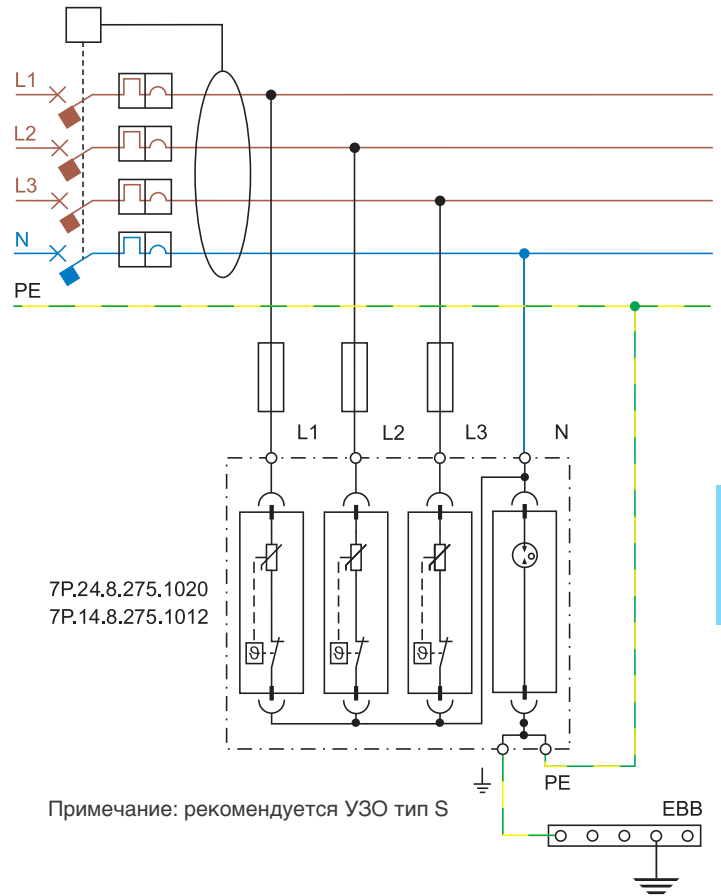 L1
L2
L3
N
PE
L1 L2 L3 N
7P.24.8.275.1020
7P.14.8.275.1012
ϑ ϑ ϑ
PE
Примечание: рекомендуется УЗО тип S
EBB